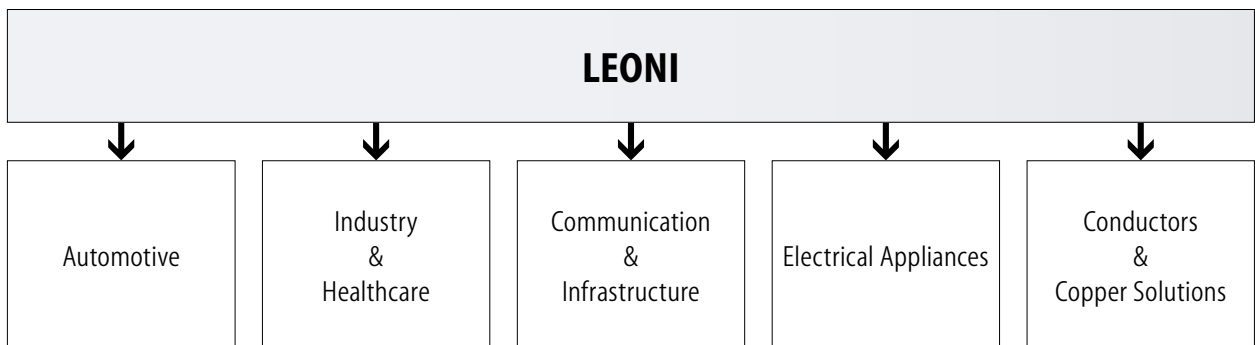 LEONI
Automotive
Industry
&
Healthcare
Communication
&
Infrastructure
Electrical Appliances
Conductors
&
Copper Solutions